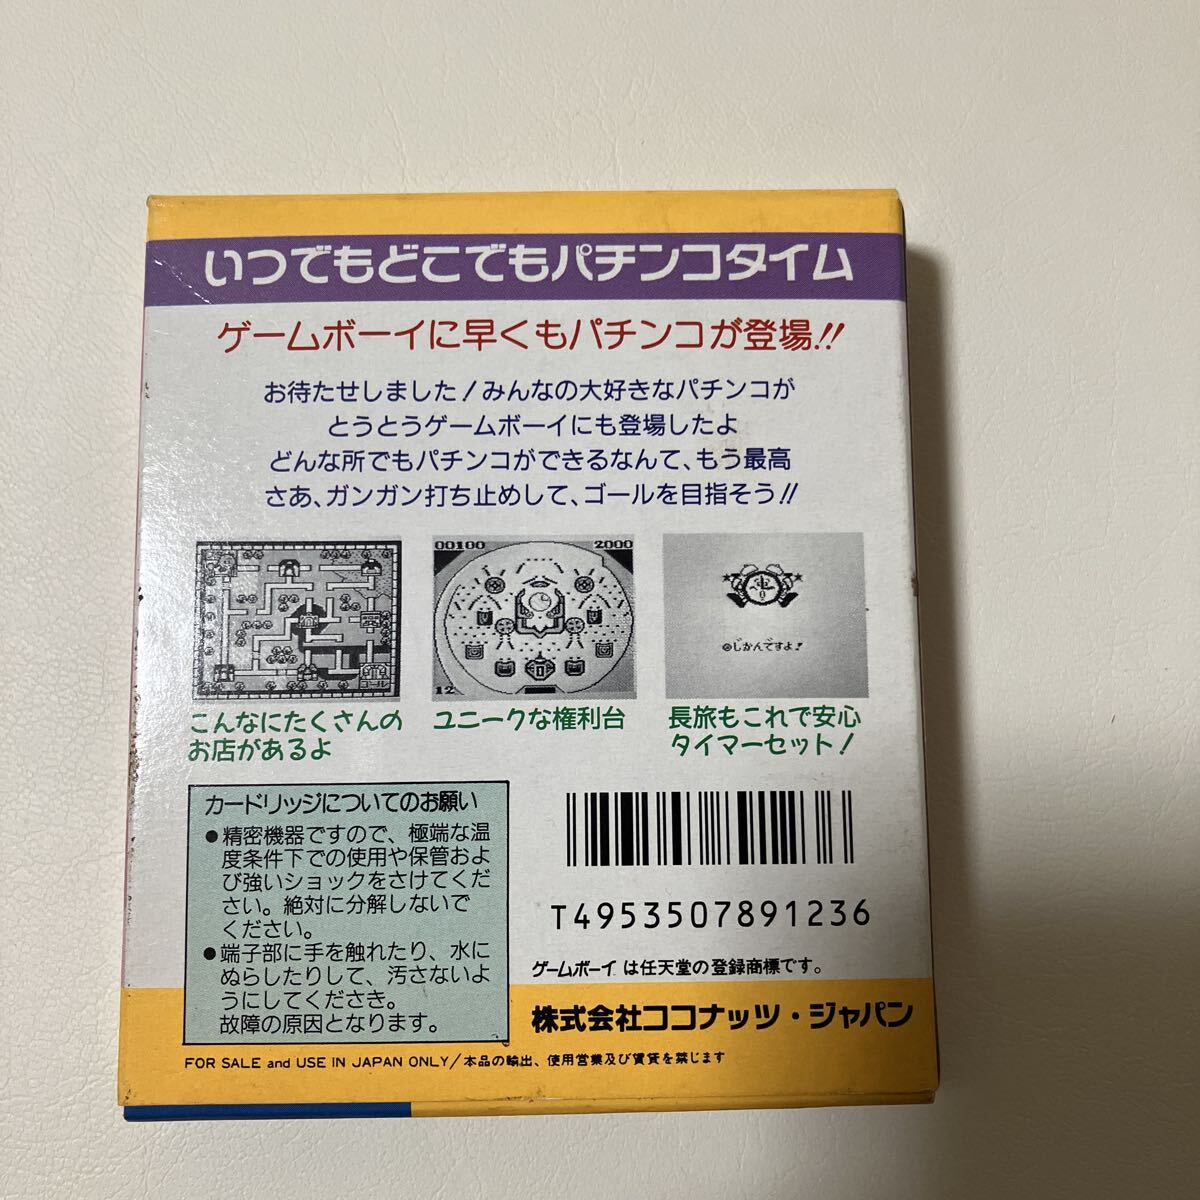 いつでもどこでもパチンコタイム
ゲームボーイに早くもパチンコが登場!!
お待たせしました!みんなの大好きなパチンコが
とうとうゲームボーイにも登場したよ
どんな所でもパチンコができるなんて、もう最高
さあ、ガンガン打ち止めして、ゴールを目指そう!!
ゴール
00100 2000
12
のじかんですよ!
こんなにたくさんの
お店があるよ
ユニークな権利台
長旅もこれで安心
タイマーセット!
カードリッジについてのお願い
●精密機器ですので、極端な温
度条件下での使用や保管およ
び強いショックをさけてくだ
さい。絶対に分解しないで
ください。
●端子部に手を触れたり、水に
ぬらしたりして、汚さないよ
うにしてくださき。
故障の原因となります。
T4953507891236
ゲームボーイは任天堂の登録商標です。
株式会社ココナッツ・ジャパン
FOR SALE and USE IN JAPAN ONLY/本品の輸出、使用営業及び賃貸を禁じます